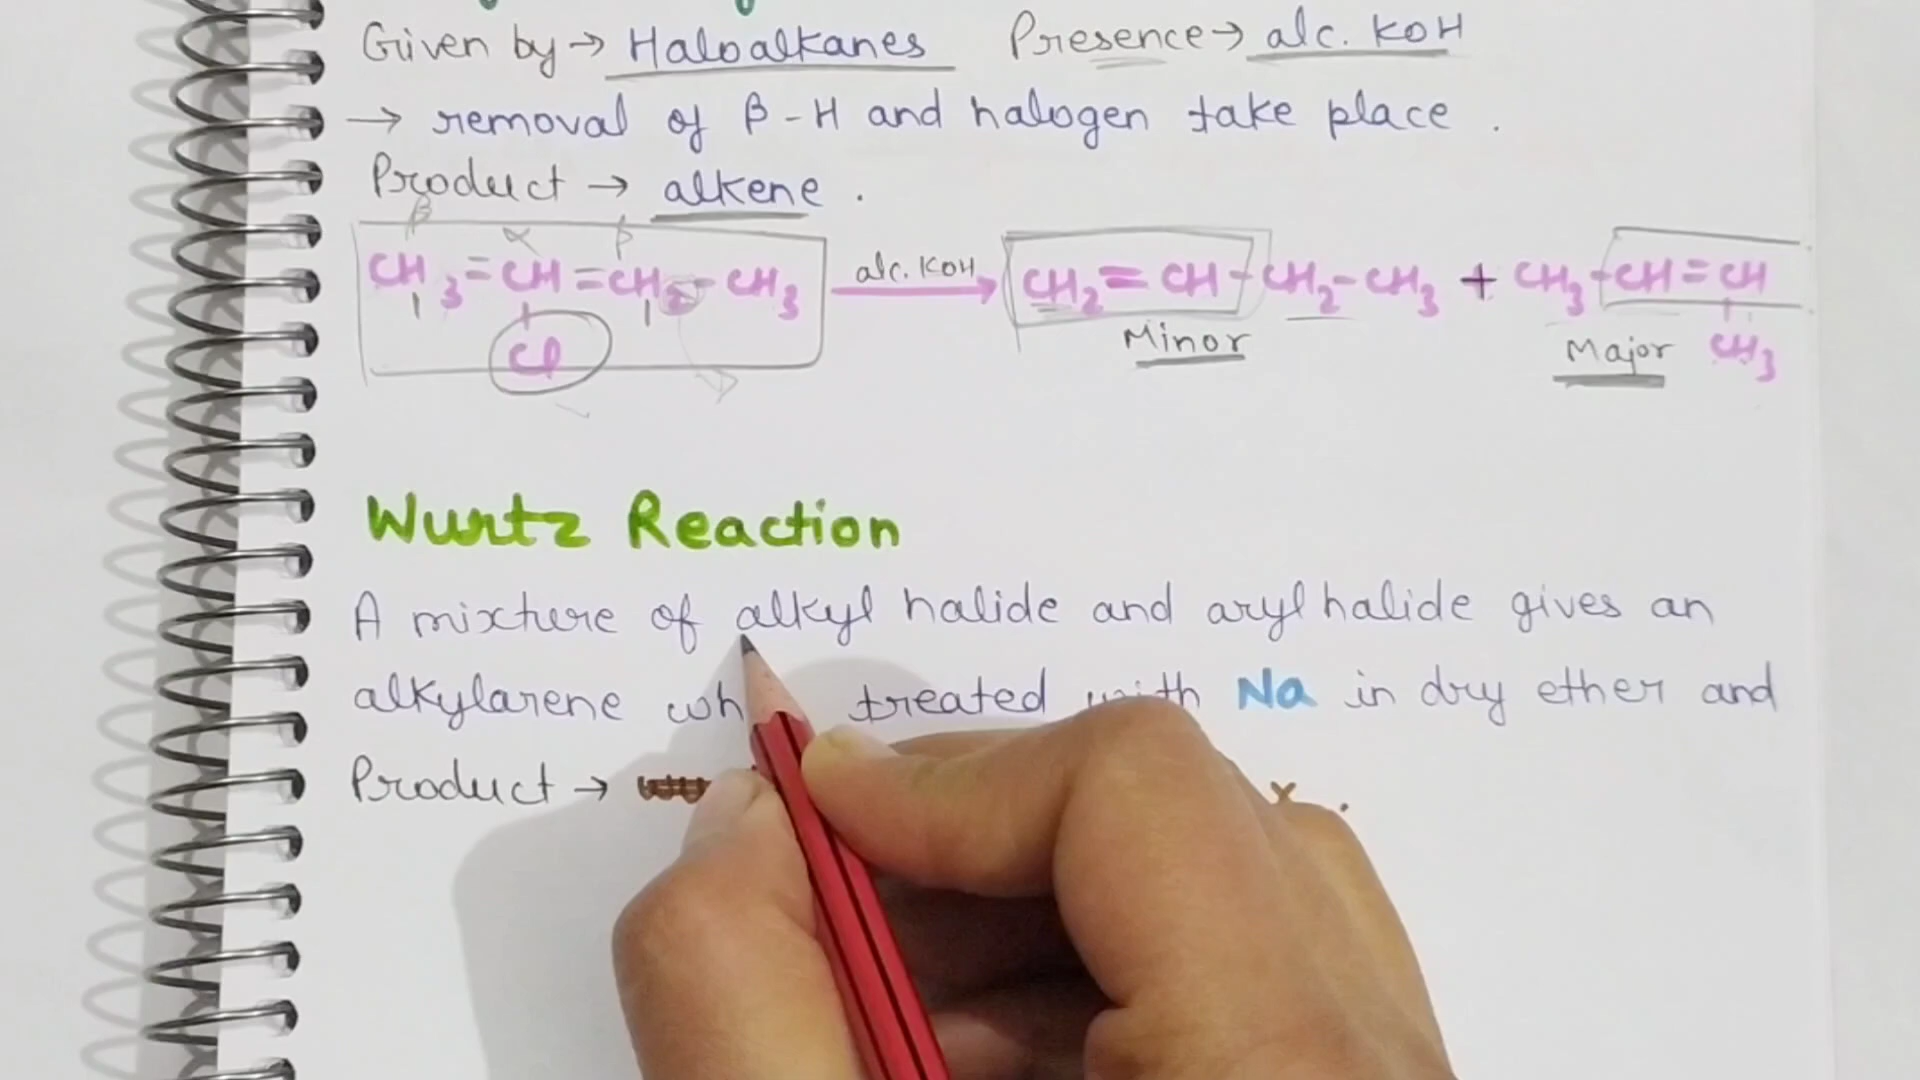 Given by → Haloalkanes Presence → alc. KOH
→ removal of β-H and halogen take place .
Product → alkene .
β α β
CH3=CH=CH2-CH3 alc. KOH CH2=CH-CH2-CH3 + CH3-CH=CH
Cl Minor Major CH3
Wurtz Reaction
A mixture of alkyl halide and aryl halide gives an
alkylarene treated with Na in dry ether and
Product →